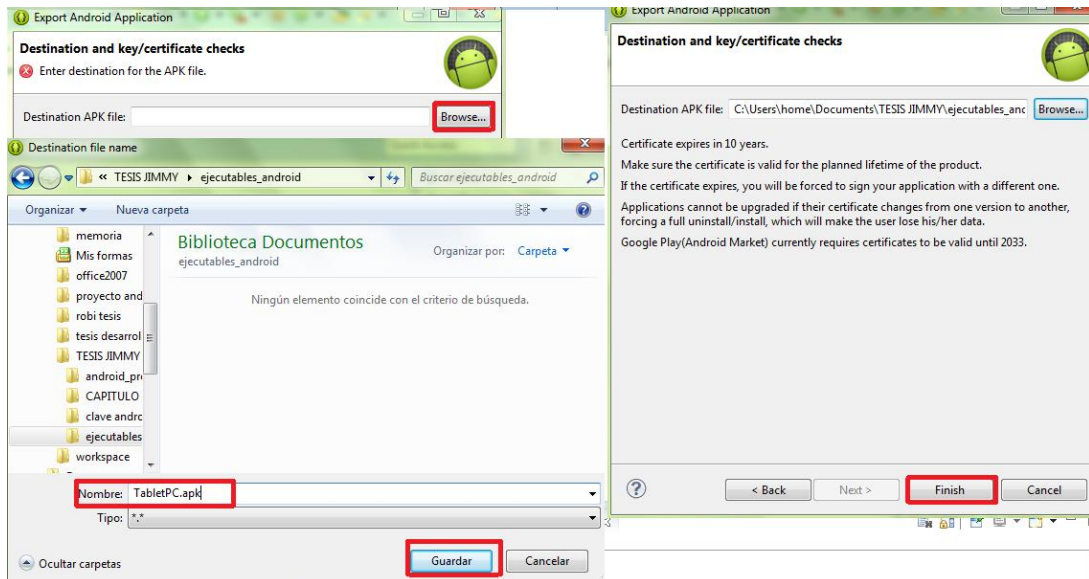 Export Android Application
Destination and key/certificate checks
Enter destination for the APK file.
Destination APK file:
Browse...
Destination file name
« TESIS JIMMY ▸ ejecutables_android
Buscar ejecutables_android
Organizar
Nueva carpeta
memoria
Mis formas
office2007
proyecto and
robi tesis
tesis desarrol
TESIS JIMMY
android_pr
CAPITULO
clave andro
ejecutables
workspace
Biblioteca Documentos
ejecutables_android
Organizar por: Carpeta
Ningún elemento coincide con el criterio de búsqueda.
Nombre: TabletPC.apk
Tipo: *.*
Ocultar carpetas
Guardar
Cancelar
Export Android Application
Destination and key/certificate checks
Destination APK file: C:\Users\home\Documents\TESIS JIMMY\ejecutables_anc
Browse...
Certificate expires in 10 years.
Make sure the certificate is valid for the planned lifetime of the product.
If the certificate expires, you will be forced to sign your application with a different one.
Applications cannot be upgraded if their certificate changes from one version to another,
forcing a full uninstall/install, which will make the user lose his/her data.
Google Play(Android Market) currently requires certificates to be valid until 2033.
< Back
Next >
Finish
Cancel